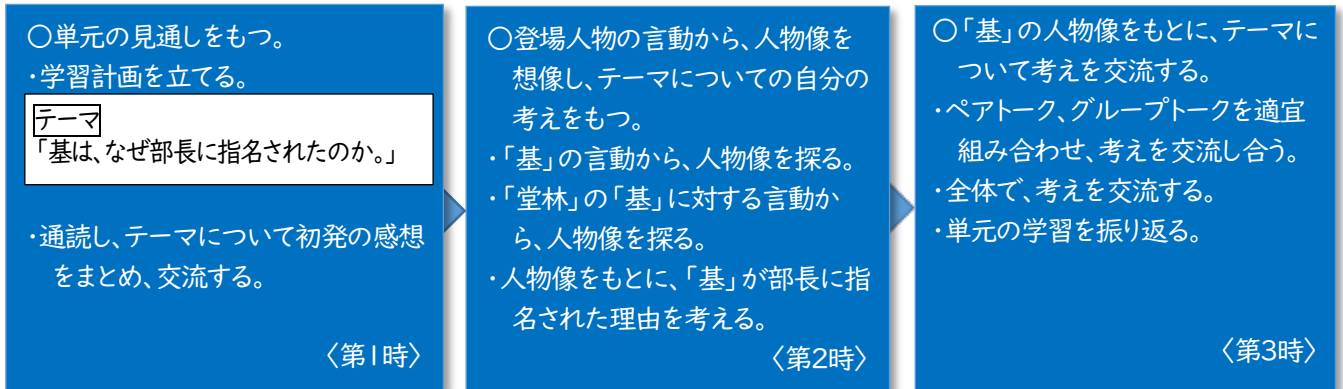 ○単元の見通しをもつ。
・学習計画を立てる。
テーマ
「基は、なぜ部長に指名されたのか。」
・通読し、テーマについて初発の感想
をまとめ、交流する。
〈第1時〉
○登場人物の言動から、人物像を
想像し、テーマについての自分の
考えをもつ。
・「基」の言動から、人物像を探る。
・「堂林」の「基」に対する言動か
ら、人物像を探る。
・人物像をもとに、「基」が部長に指
名された理由を考える。
〈第2時〉
○「基」の人物像をもとに、テーマに
ついて考えを交流する。
・ペアトーク、グループトークを適宜
組み合わせ、考えを交流し合う。
・全体で、考えを交流する。
・単元の学習を振り返る。
〈第3時〉